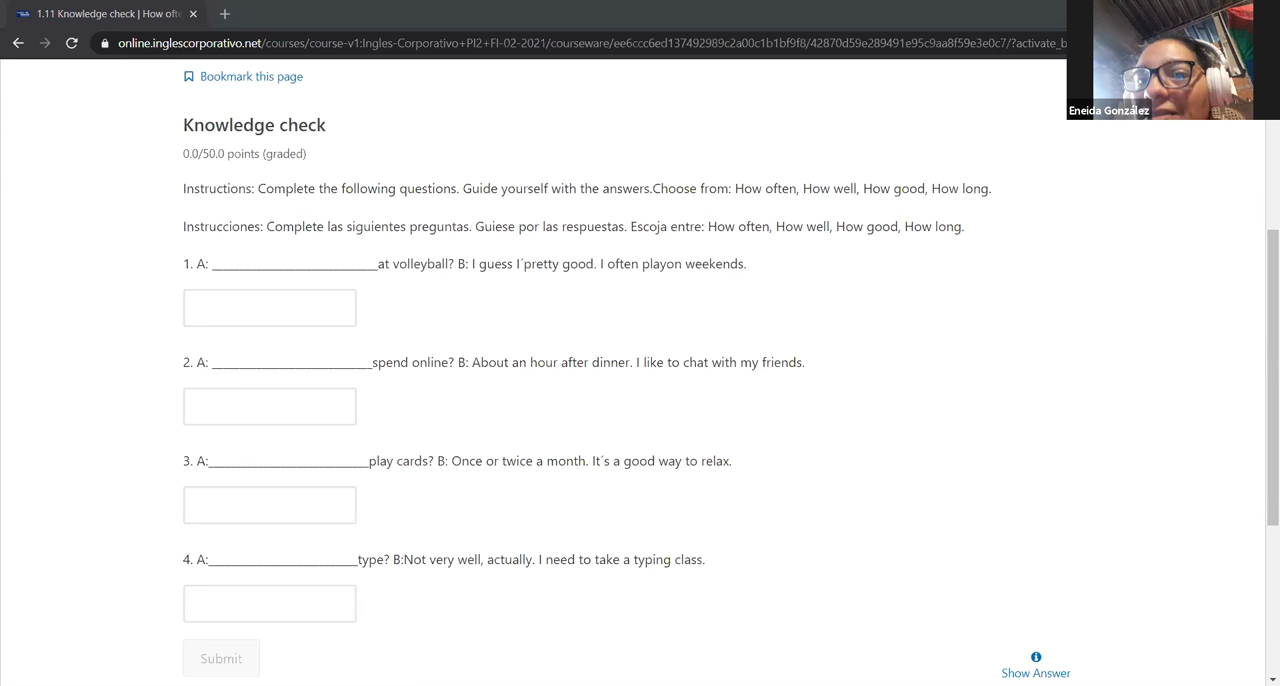 1.11 Knowledge check | How ofte
online.inglescorporativo.net/courses/course-v1:Ingles-Corporativo+PI2+FI-02-2021/courseware/ee6ccc6ed137492989c2a00c1b1bf9f8/42870d59e289491e95c9aa8f59e3e0c7/?activate_b
Eneida González
Bookmark this page
Knowledge check
0.0/50.0 points (graded)
Instructions: Complete the following questions. Guide yourself with the answers.Choose from: How often, How well, How good, How long.
Instrucciones: Complete las siguientes preguntas. Guiese por las respuestas. Escoja entre: How often, How well, How good, How long.
1. A: ________________________at volleyball? B: I guess I´pretty good. I often playon weekends.
2. A: _______________________spend online? B: About an hour after dinner. I like to chat with my friends.
3. A:_______________________play cards? B: Once or twice a month. It´s a good way to relax.
4. A:_____________________type? B:Not very well, actually. I need to take a typing class.
Submit
Show Answer